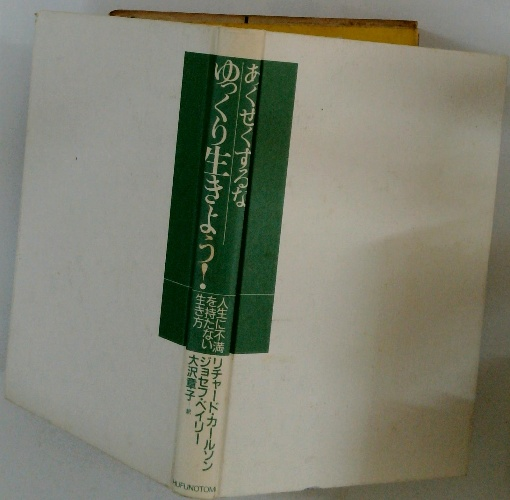 あくせくするな
ゆっくり生きよう!
人生に不満
を持たない
生き方
リチャード・カールソン
ジョセフ・ベイリー
大沢章子・訳
HUFUNOTOM